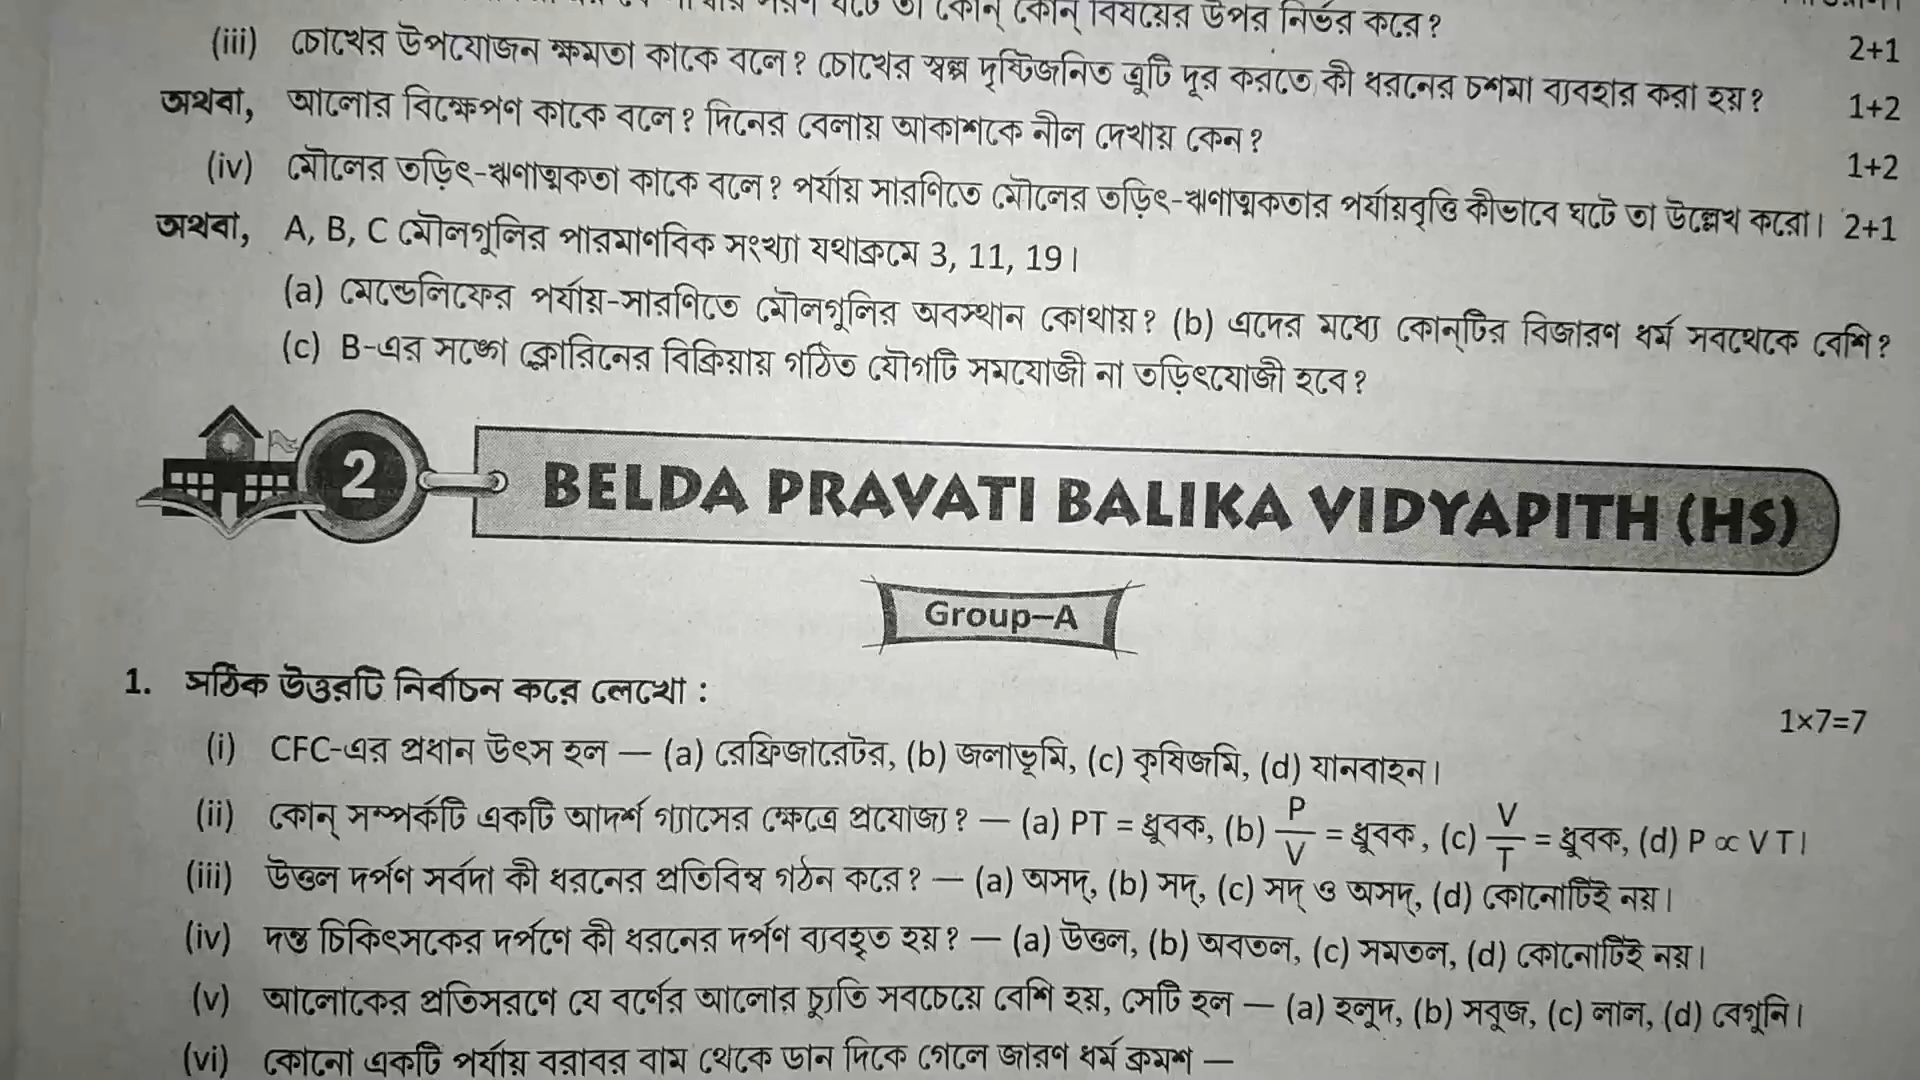 কোন্ কোন্ বিষয়ের উপর নির্ভর করে?
2+1
(iii) চোখের উপযোজন ক্ষমতা কাকে বলে? চোখের স্বল্প দৃষ্টিজনিত ত্রুটি দূর করতে কী ধরনের চশমা ব্যবহার করা হয়? 1+2
অথবা, আলোর বিক্ষেপণ কাকে বলে? দিনের বেলায় আকাশকে নীল দেখায় কেন? 1+2
(iv) মৌলের তড়িৎ-ঋণাত্মকতা কাকে বলে? পর্যায় সারণিতে মৌলের তড়িৎ-ঋণাত্মকতার পর্যায়বৃত্তি কীভাবে ঘটে তা উল্লেখ করো। 2+1
অথবা, A, B, C মৌলগুলির পারমাণবিক সংখ্যা যথাক্রমে 3, 11, 19।
(a) মেন্ডেলিফের পর্যায়-সারণিতে মৌলগুলির অবস্থান কোথায়? (b) এদের মধ্যে কোন্‌টির বিজারণ ধর্ম সবথেকে বেশি?
(c) B-এর সঙ্গে ক্লোরিনের বিক্রিয়ায় গঠিত যৌগটি সমযোজী না তড়িৎযোজী হবে?
2 BELDA PRAVATI BALIKA VIDYAPITH (HS)
Group–A
1. সঠিক উত্তরটি নির্বাচন করে লেখো : 1×7=7
(i) CFC-এর প্রধান উৎস হল — (a) রেফ্রিজারেটর, (b) জলাভূমি, (c) কৃষিজমি, (d) যানবাহন।
(ii) কোন্ সম্পর্কটি একটি আদর্শ গ্যাসের ক্ষেত্রে প্রযোজ্য? — (a) PT = ধ্রুবক, (b) P/V = ধ্রুবক, (c) V/T = ধ্রুবক, (d) P ∝ V T।
(iii) উত্তল দর্পণ সর্বদা কী ধরনের প্রতিবিম্ব গঠন করে? — (a) অসদ্, (b) সদ্, (c) সদ্ ও অসদ্, (d) কোনোটিই নয়।
(iv) দন্ত চিকিৎসকের দর্পণে কী ধরনের দর্পণ ব্যবহৃত হয়? — (a) উত্তল, (b) অবতল, (c) সমতল, (d) কোনোটিই নয়।
(v) আলোকের প্রতিসরণে যে বর্ণের আলোর চ্যুতি সবচেয়ে বেশি হয়, সেটি হল — (a) হলুদ, (b) সবুজ, (c) লাল, (d) বেগুনি।
(vi) কোনো একটি পর্যায় বরাবর বাম থেকে ডান দিকে গেলে জারণ ধর্ম ক্রমশ —